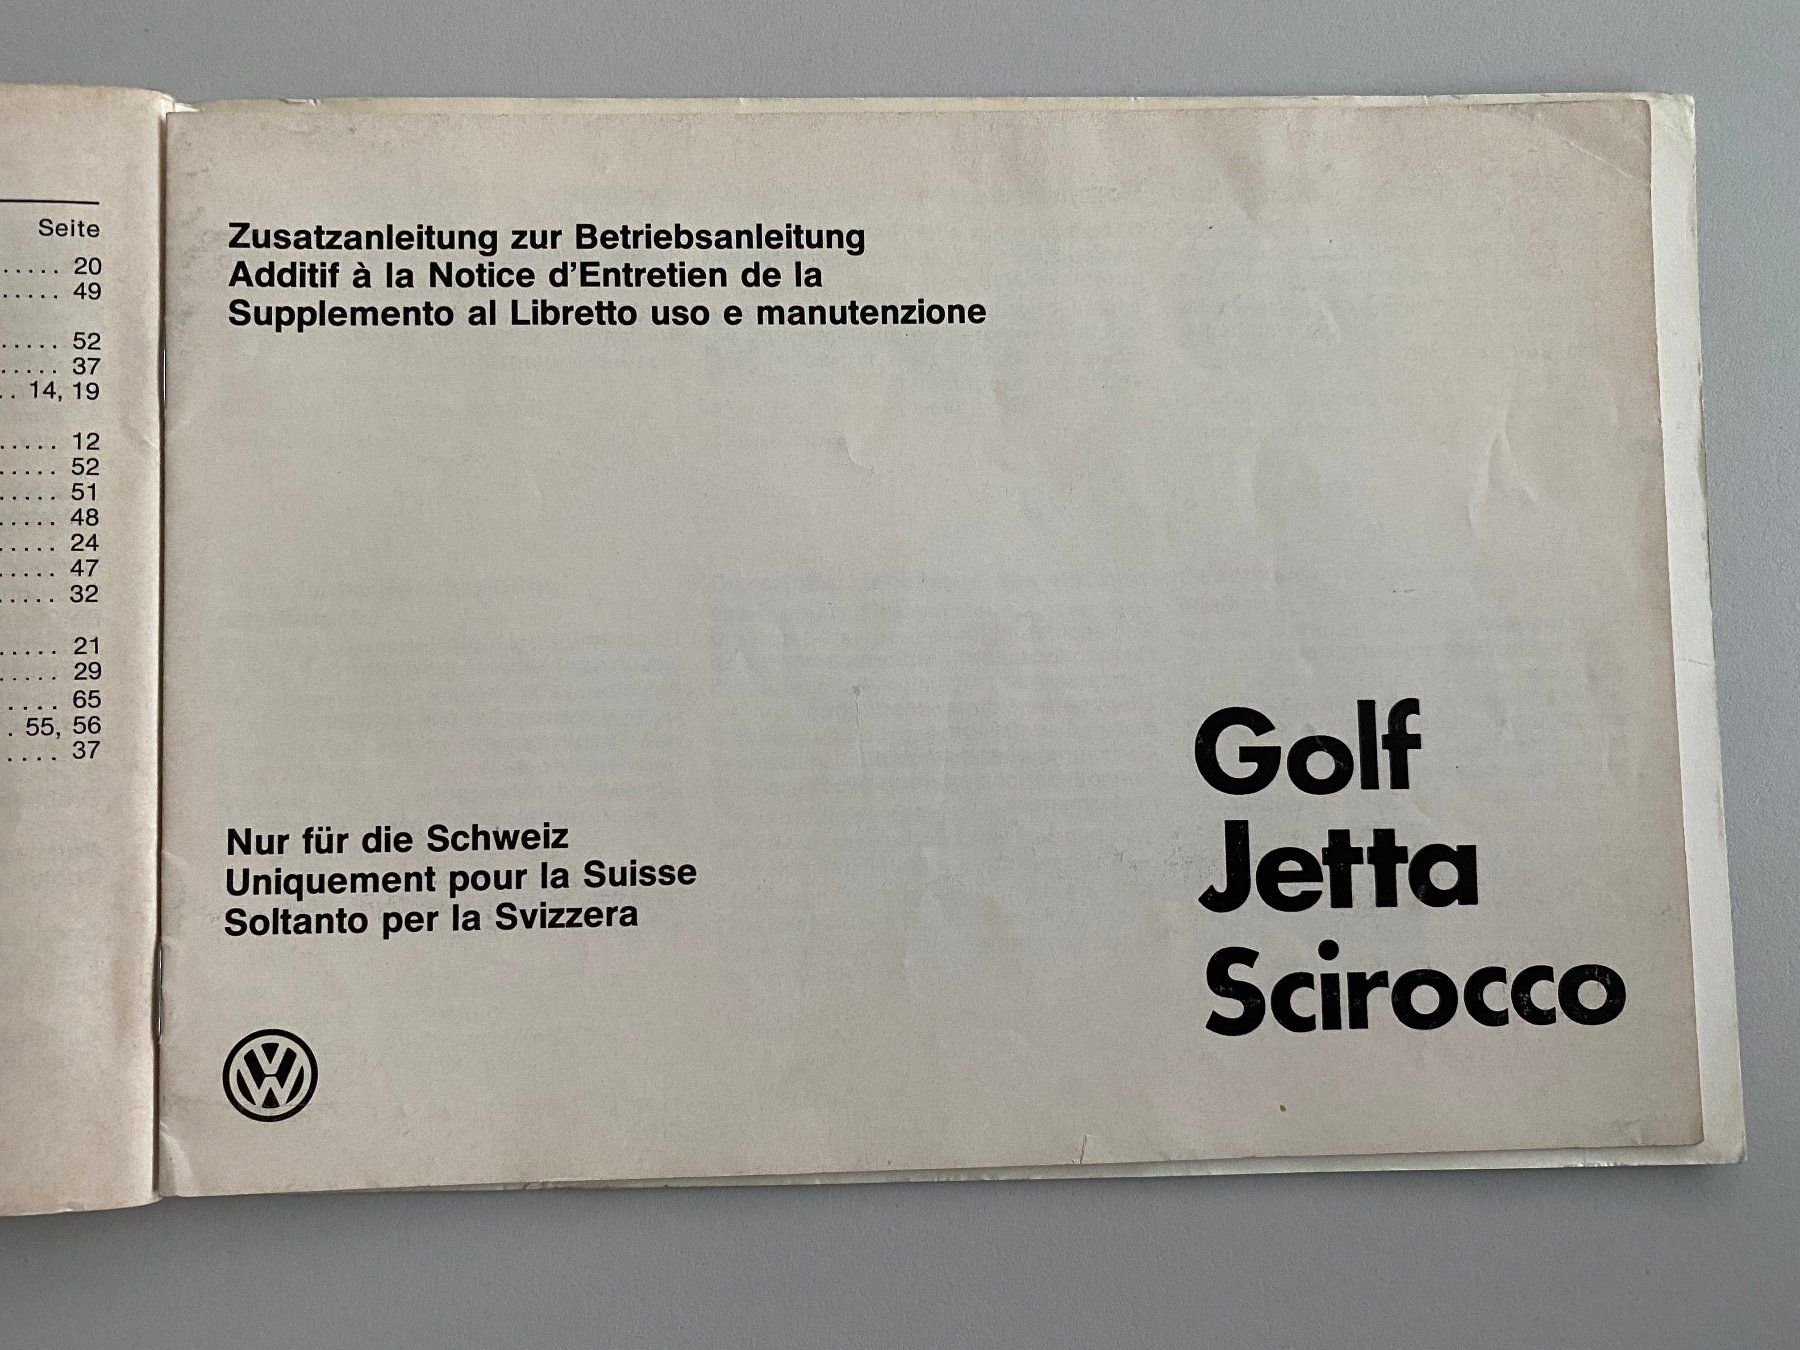 Seite
..... 20
..... 49
..... 52
..... 37
.. 14, 19
..... 12
..... 52
..... 51
..... 48
..... 24
..... 47
..... 32
..... 21
..... 29
.... 65
. 55, 56
.... 37
Zusatzanleitung zur Betriebsanleitung
Additif à la Notice d'Entretien de la
Supplemento al Libretto uso e manutenzione
Nur für die Schweiz
Uniquement pour la Suisse
Soltanto per la Svizzera
Golf
Jetta
Scirocco
VW